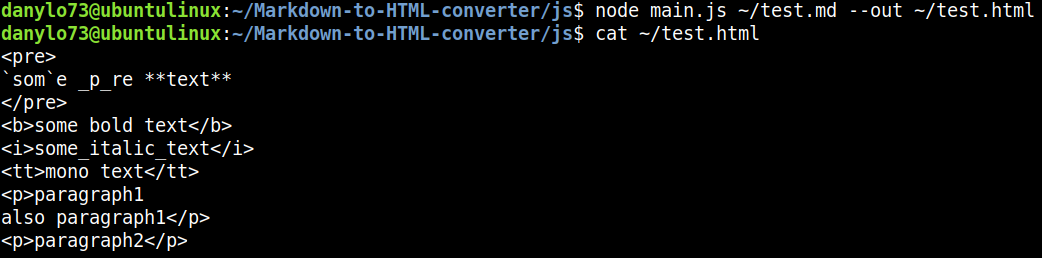 danylo73@ubuntulinux:~/Markdown-to-HTML-converter/js$ node main.js ~/test.md --out ~/test.html
danylo73@ubuntulinux:~/Markdown-to-HTML-converter/js$ cat ~/test.html
<pre>
`som`e _p_re **text**
</pre>
<b>some bold text</b>
<i>some_italic_text</i>
<tt>mono text</tt>
<p>paragraph1
also paragraph1</p>
<p>paragraph2</p>